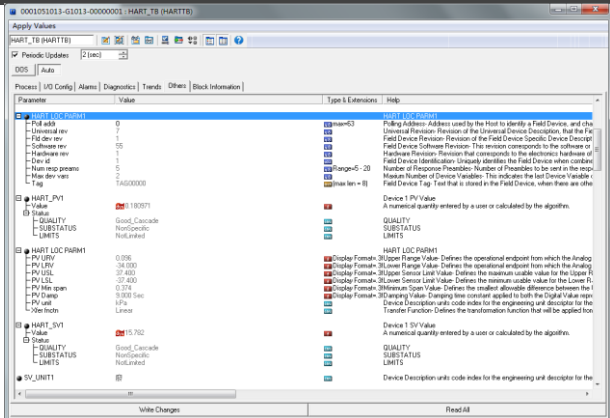 0001051013-G1013-00000001 : HART_TB (HARTTB)
Apply Values
HART_TB (HARTTB)
Periodic Updates 2 (sec)
OOS Auto
Process I/O Config Alarms Diagnostics Trends Others Block Information
Parameter Value Type & Extensions Help
HART LOC PARM1 HART LOC PARM1
Poll addr 0 max=63 Polling Address- Address used by the Host to identify a Field Device, and cha
Universal rev 7 Universal Revision- Revision of the Universal Device Description, that the Fie
Fld dev rev 1 Field Device Revision- Revision of the Field Device Specific Device Descript
Software rev 55 Field Device Software Revision- This revision corresponds to the software or
Hardware rev 1 Hardware Revision- Revision that corresponds to the electronics hardware o
Dev id 1 Field Device Identification- Uniquely identifies the Field Device when combin
Num resp preams 5 Range=5 - 20 Number of Response Preambles- Number of Preambles to be sent in the respo
Max dev vars 2 Maxium Number of Device Variables- This indicates the last Device Variable c
Tag TAG00000 (max len = 8) Field Device Tag- Text that is stored in the Field Device, when there are othe
HART_PV1 Device 1 PV Value
Value 0.180971 A numerical quantity entered by a user or calculated by the algorithm.
Status
QUALITY Good_Cascade QUALITY
SUBSTATUS NonSpecific SUBSTATUS
LIMITS NotLimited LIMITS
HART LOC PARM1 HART LOC PARM1
PV URV 0.896 Display Format=.3f Upper Range Value- Defines the operational endpoint from which the Analog
PV LRV -34.000 Display Format=.3f Lower Range Value- Defines the operational endpoint from which the Analog
PV USL 37.400 Display Format=.3f Upper Sensor Limit Value- Defines the maximum usable value for the Upper R
PV LSL -37.400 Display Format=.3f Lower Sensor Limit Value- Defines the minimum usable value for the Lower R
PV Min span 0.374 Display Format=.3f Minimum Span Value- Defines the smallest allowable difference between the
PV Damp 9.000 Sec Display Format=.3f Damping Value- Damping time constant applied to both the Digital Value repre
PV unit kPa Device Description units code index for the engineering unit descriptor for the
Xfer fnctn Linear Transfer Function- Defines the transformation function that will be applied from
HART_SV1 Device 1 SV Value
Value 15.782 A numerical quantity entered by a user or calculated by the algorithm.
Status
QUALITY Good_Cascade QUALITY
SUBSTATUS NonSpecific SUBSTATUS
LIMITS NotLimited LIMITS
SV_UNIT1 Device Description units code index for the engineering unit descriptor for the
Write Changes Read All